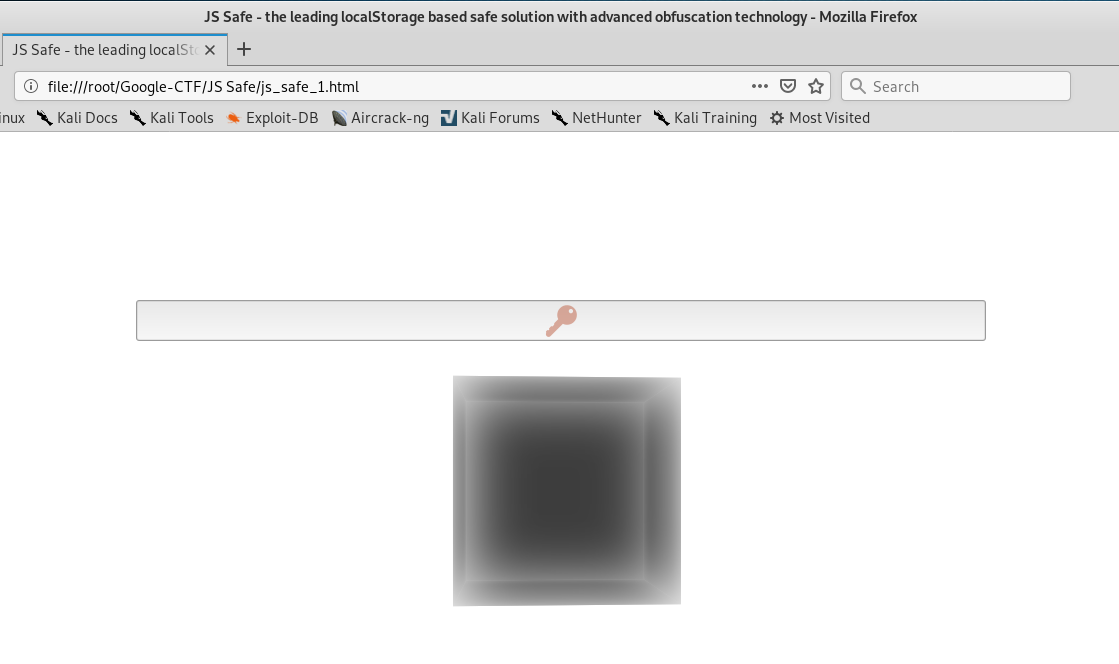 JS Safe - the leading localStorage based safe solution with advanced obfuscation technology - Mozilla Firefox
JS Safe - the leading localSt
file:///root/Google-CTF/JS Safe/js_safe_1.html
Search
inux Kali Docs Kali Tools Exploit-DB Aircrack-ng Kali Forums NetHunter Kali Training Most Visited